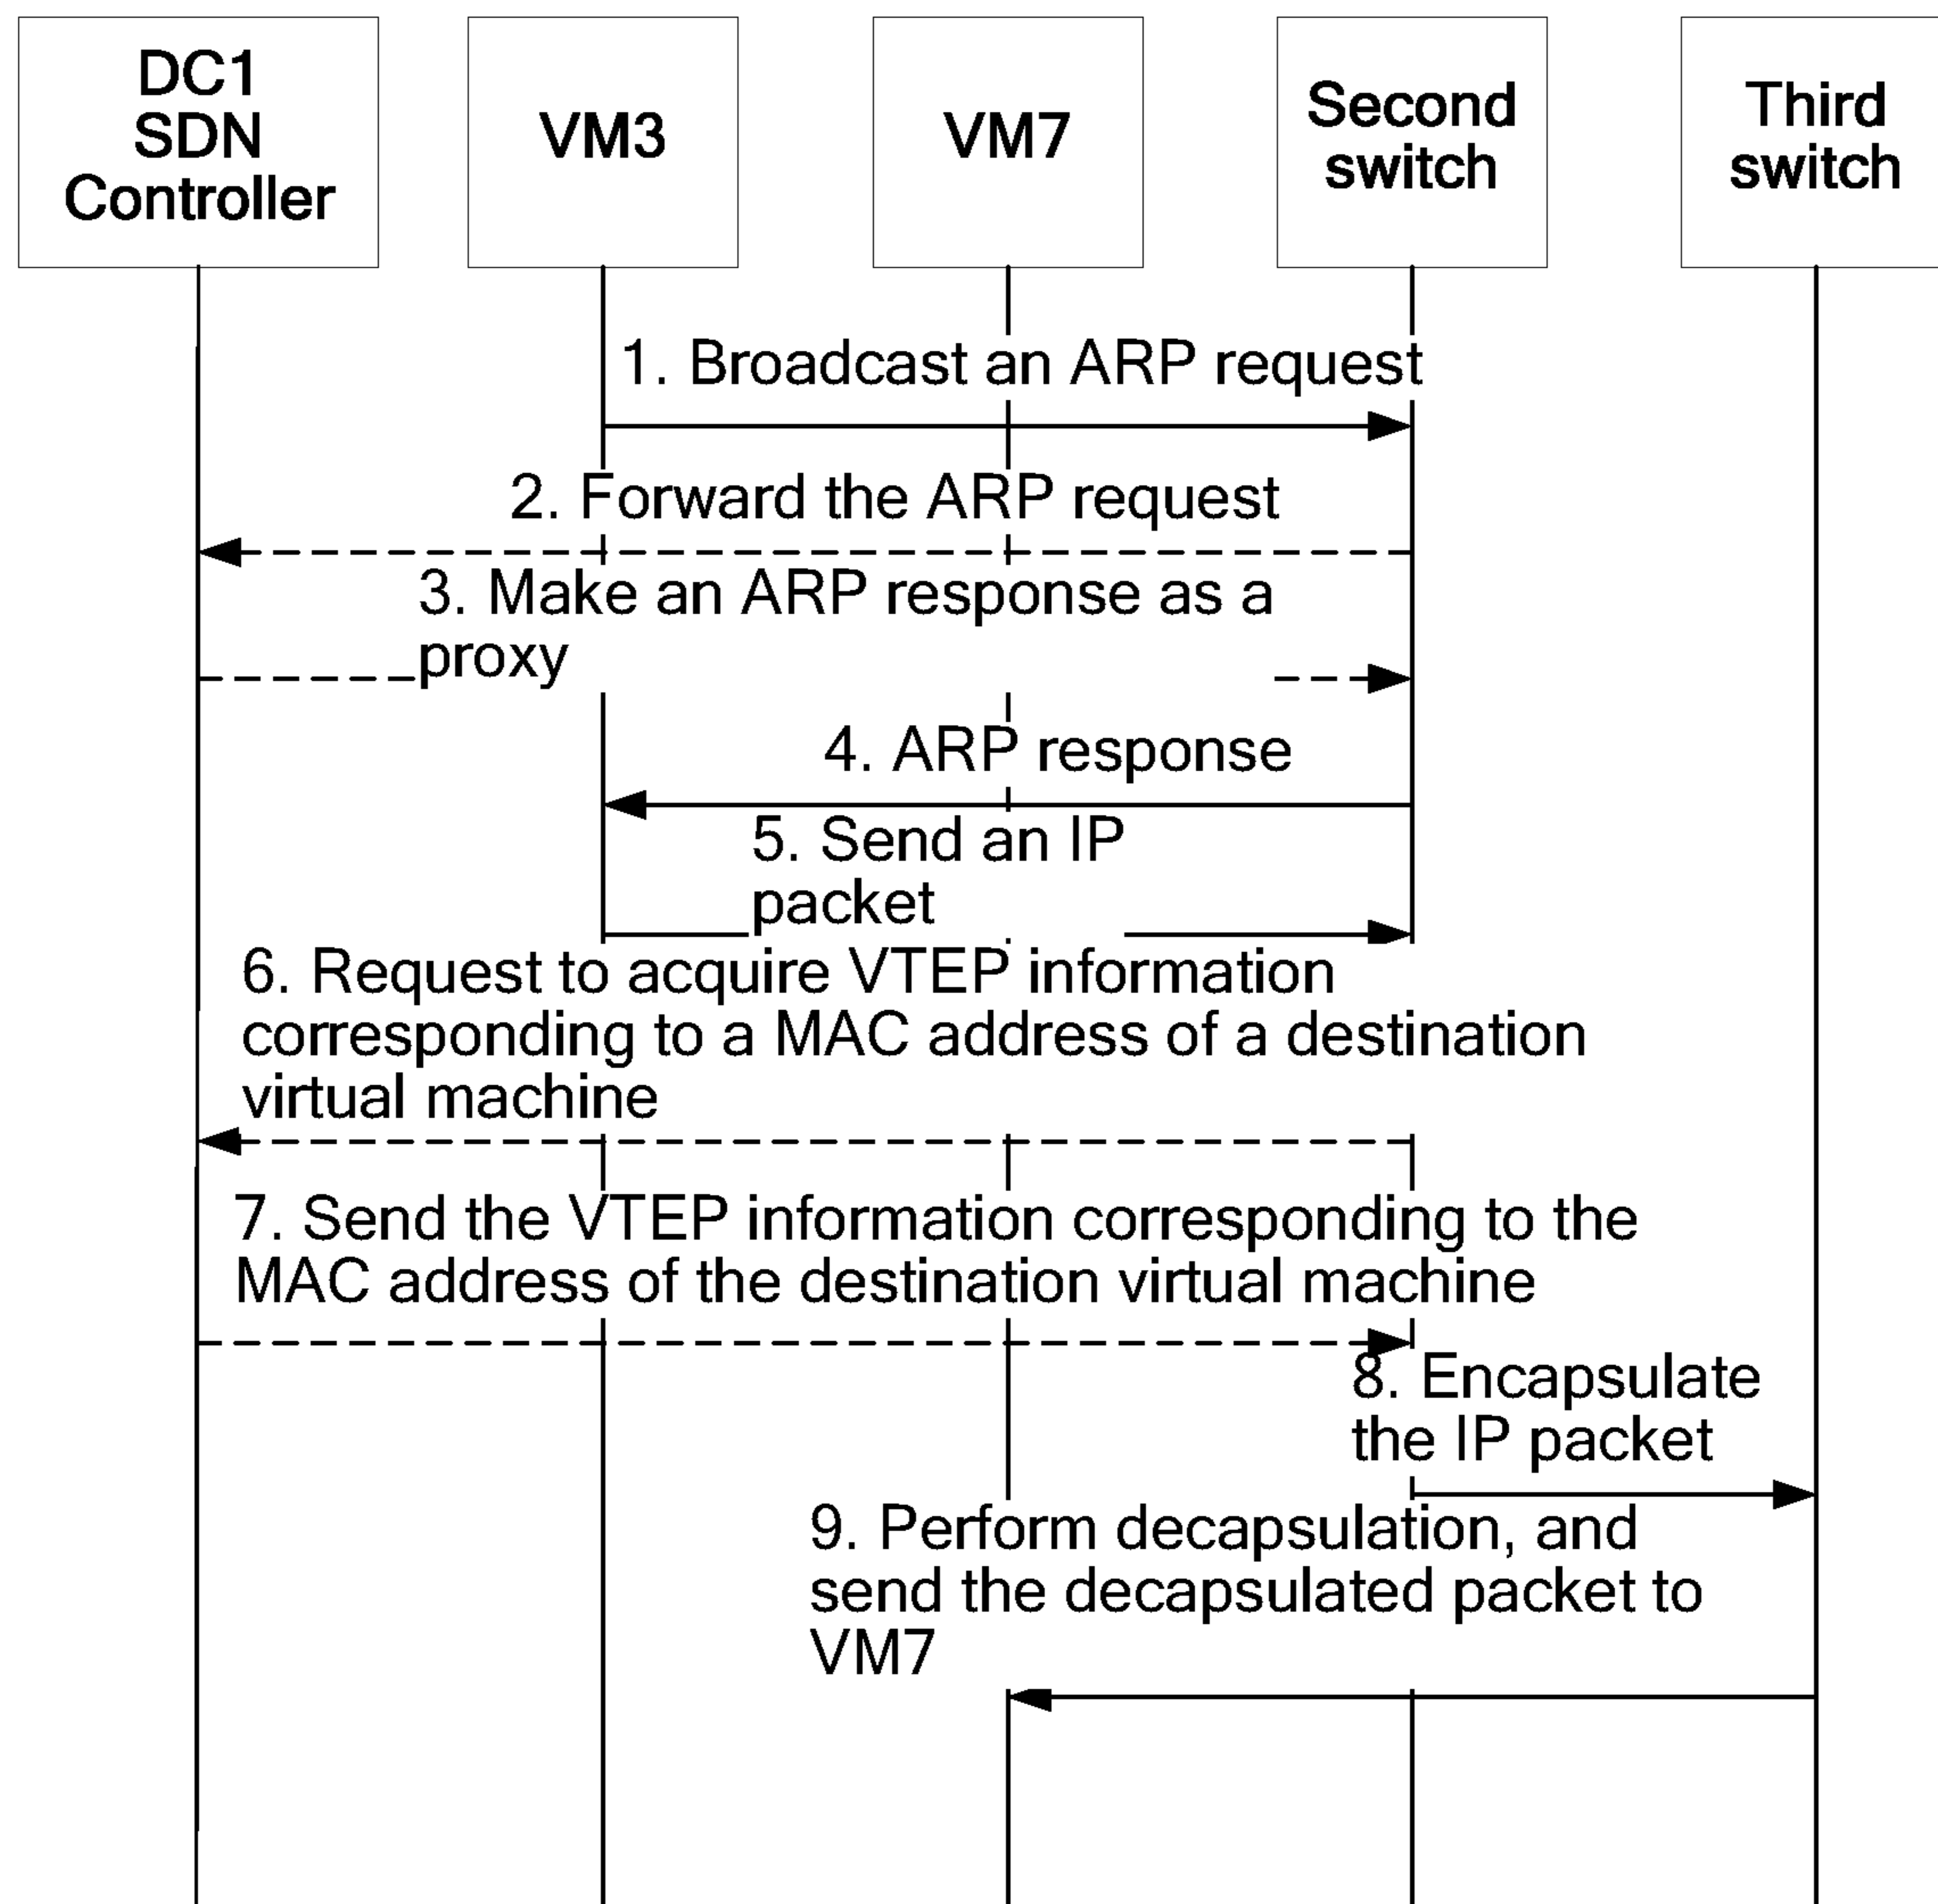 DC1
SDN
Controller
VM3
VM7
Second
switch
Third
switch
1. Broadcast an ARP request
2. Forward the ARP request
3. Make an ARP response as a
proxy
4. ARP response
5. Send an IP
packet
6. Request to acquire VTEP information
corresponding to a MAC address of a destination
virtual machine
7. Send the VTEP information corresponding to the
MAC address of the destination virtual machine
8. Encapsulate
the IP packet
9. Perform decapsulation, and
send the decapsulated packet to
VM7